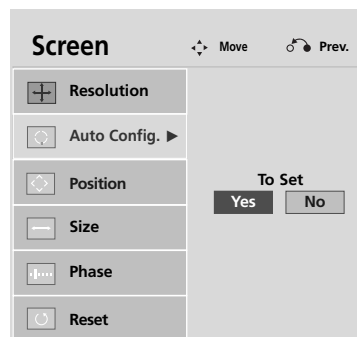 Screen Move Prev.
Resolution
Auto Config. ►
Position
Size
Phase
Reset
To Set
Yes No